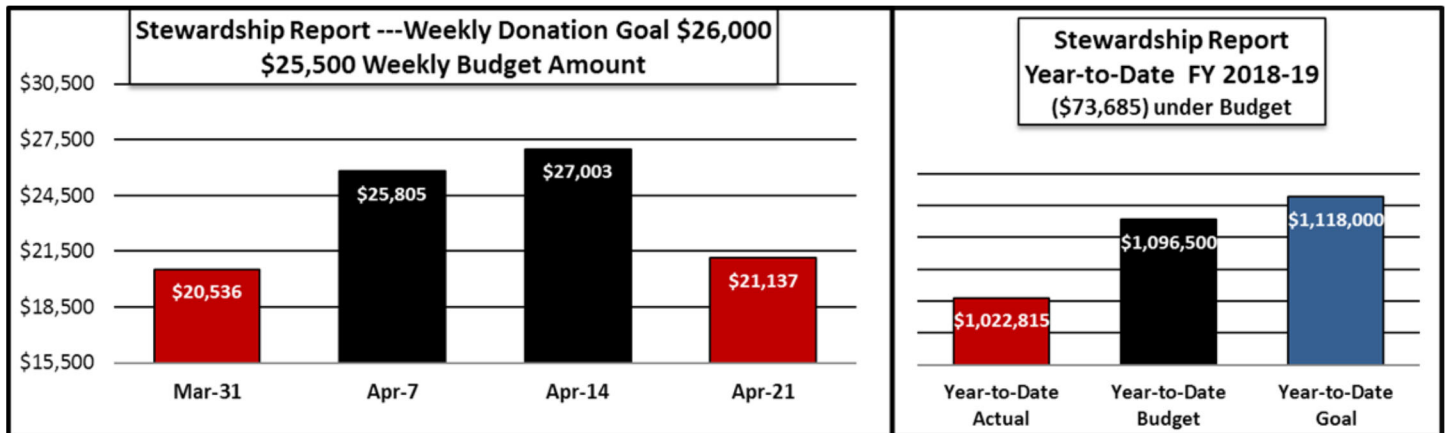 Stewardship Report ---Weekly Donation Goal $26,000
$25,500 Weekly Budget Amount
$30,500
$27,500
$24,500
$21,500
$18,500
$15,500
$20,536
$25,805
$27,003
$21,137
Mar-31
Apr-7
Apr-14
Apr-21
Stewardship Report
Year-to-Date FY 2018-19
($73,685) under Budget
$1,022,815
$1,096,500
$1,118,000
Year-to-Date
Actual
Year-to-Date
Budget
Year-to-Date
Goal